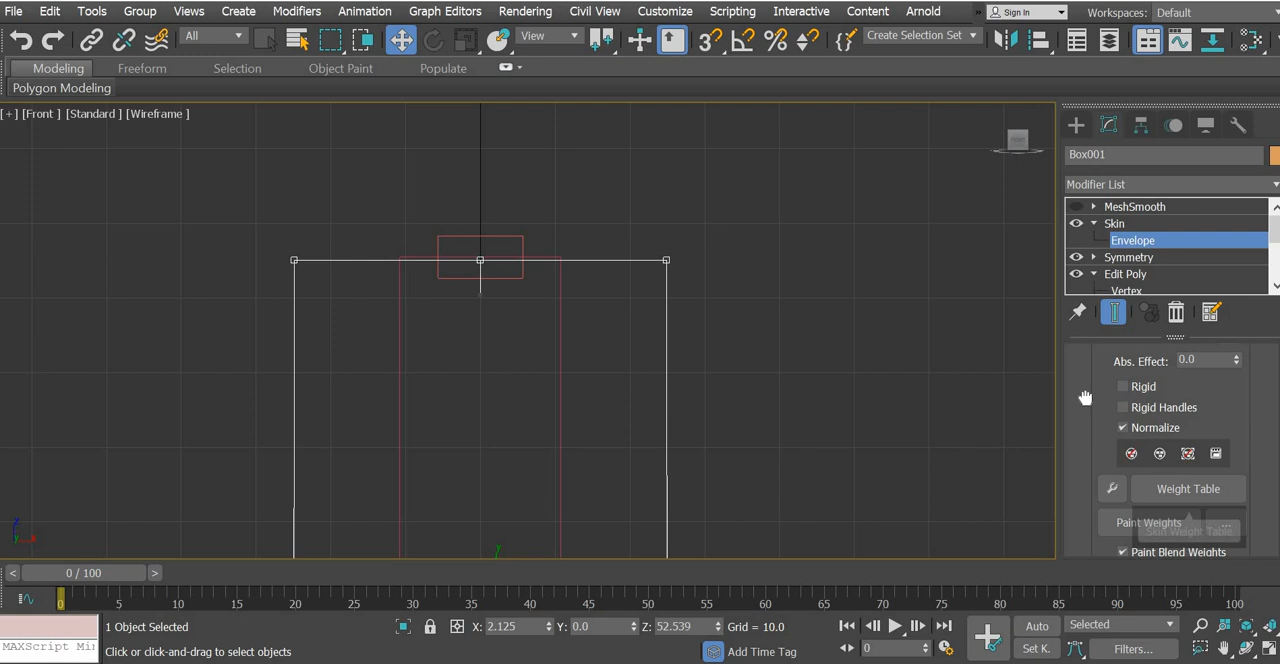 File Edit Tools Group Views Create Modifiers Animation Graph Editors Rendering Civil View Customize Scripting Interactive Content Arnold Sign In Workspaces: Default
All View Create Selection Set
Modeling Freeform Selection Object Paint Populate
Polygon Modeling
[+] [Front ] [Standard ] [Wireframe ]
Box001
Modifier List
MeshSmooth
Skin
Envelope
Symmetry
Edit Poly
Vertex
Abs. Effect: 0.0
Rigid
Rigid Handles
Normalize
Weight Table
Paint Weights ...
Skin Weight Table
Paint Blend Weights
z
y x
y
< 0 / 100 >
0 5 10 15 20 25 30 35 40 45 50 55 60 65 70 75 80 85 90 95 100
1 Object Selected X: 2.125 Y: 0.0 Z: 52.539 Grid = 10.0 Auto Selected
MAXScript Mi: Click or click-and-drag to select objects Add Time Tag 0 Set K. Filters...